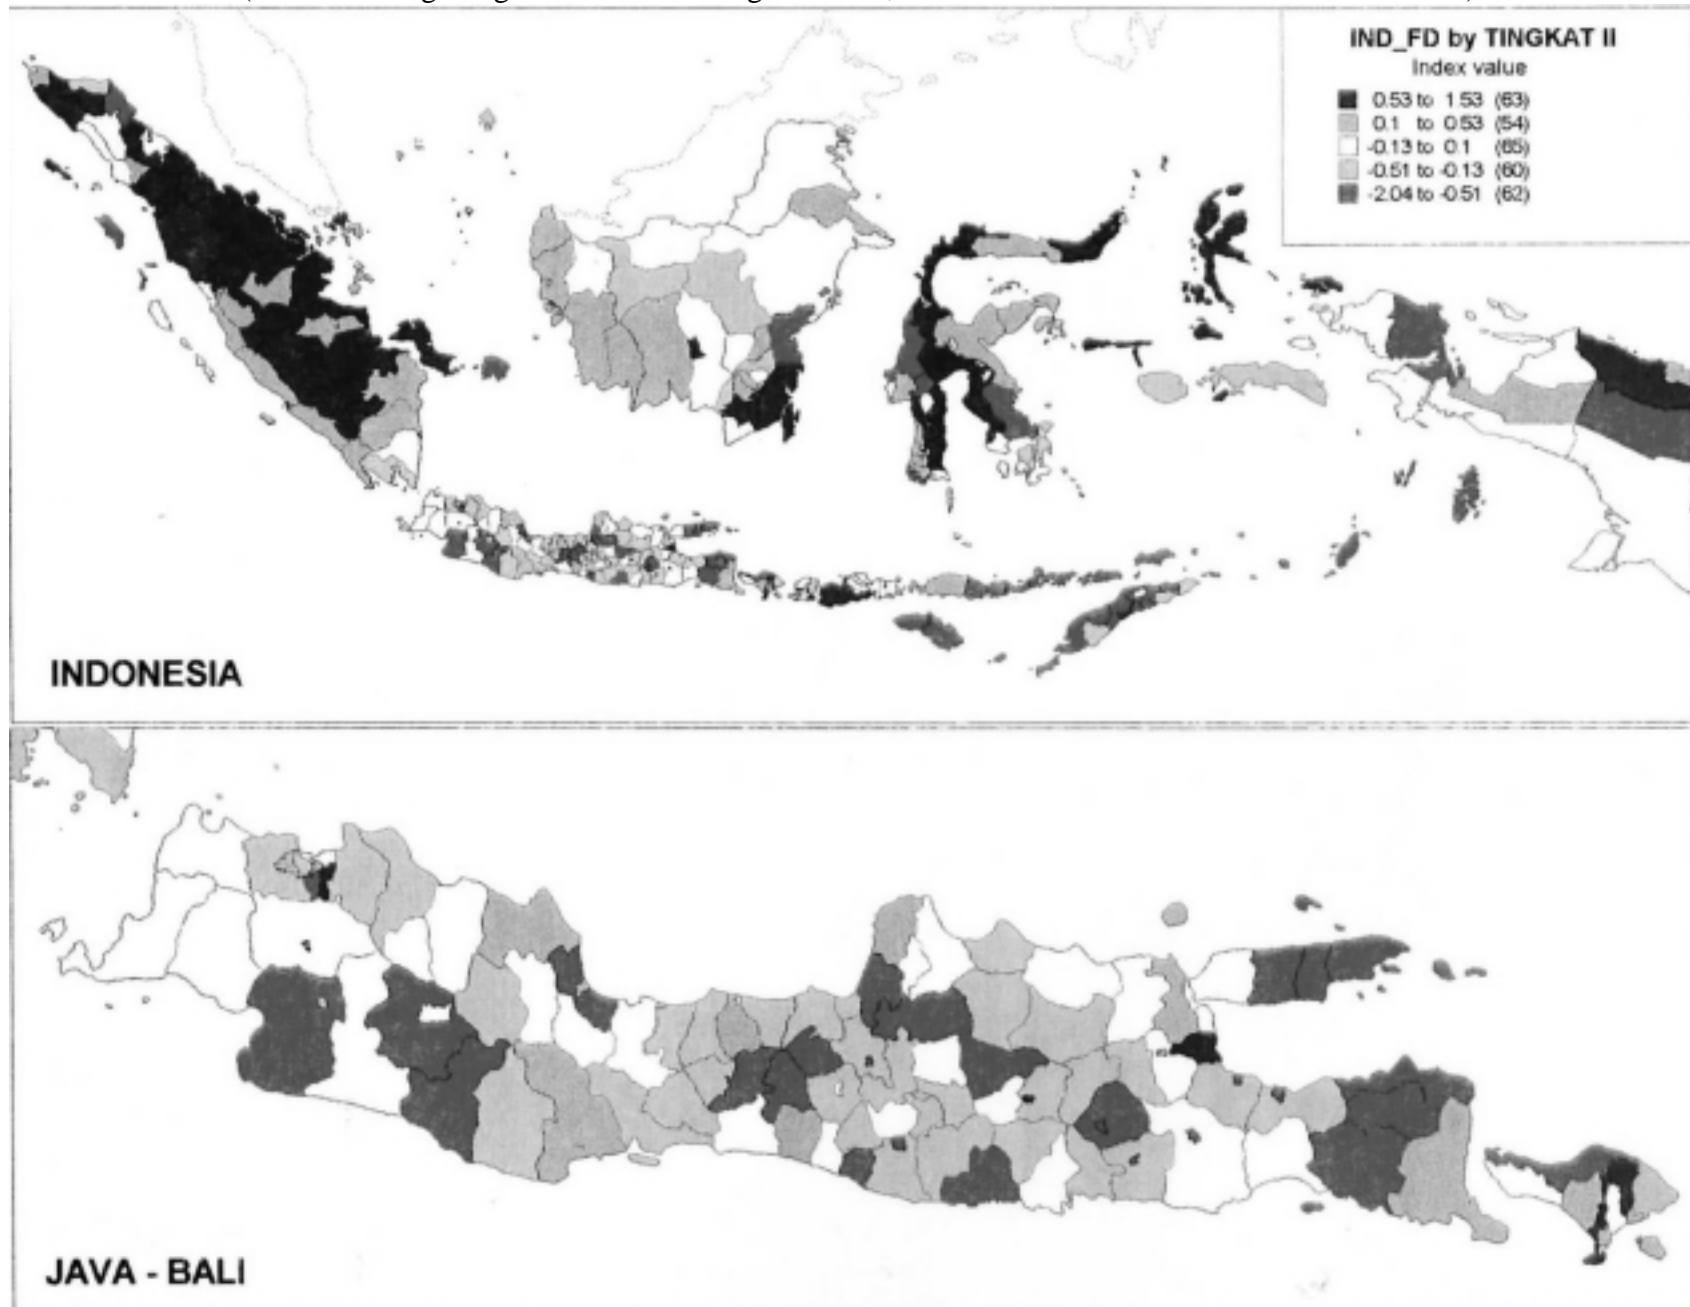 IND_FD by TINGKAT II
Index value
0.53 to 1.53 (63)
0.1 to 0.53 (54)
-0.13 to 0.1 (65)
-0.51 to -0.13 (60)
-2.04 to -0.51 (62)
INDONESIA
JAVA - BALI